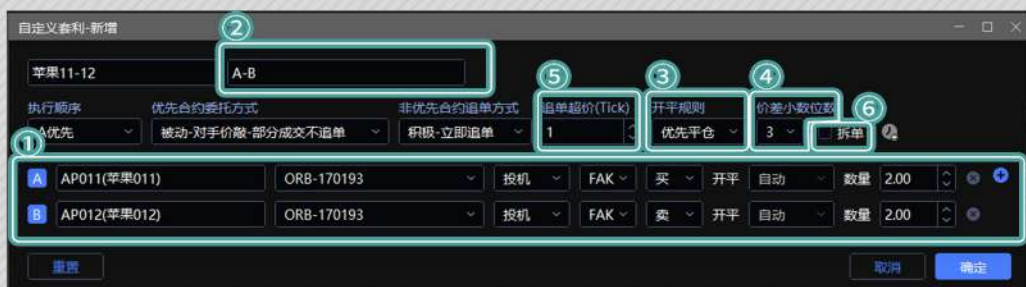 自定义套利-新增
②
苹果11-12 A-B
⑤ ③ ④ ⑥
执行顺序 优先合约委托方式 非优先合约追单方式 追单超价(Tick) 开平规则 价差小数位数
A优先 被动-对手价敲-部分成交不追单 积极-立即追单 1 优先平仓 3 拆单
①
A AP011(苹果011) ORB-170193 投机 FAK 买 开平 自动 数量 2.00
B AP012(苹果012) ORB-170193 投机 FAK 卖 开平 自动 数量 2.00
重置 取消 确定